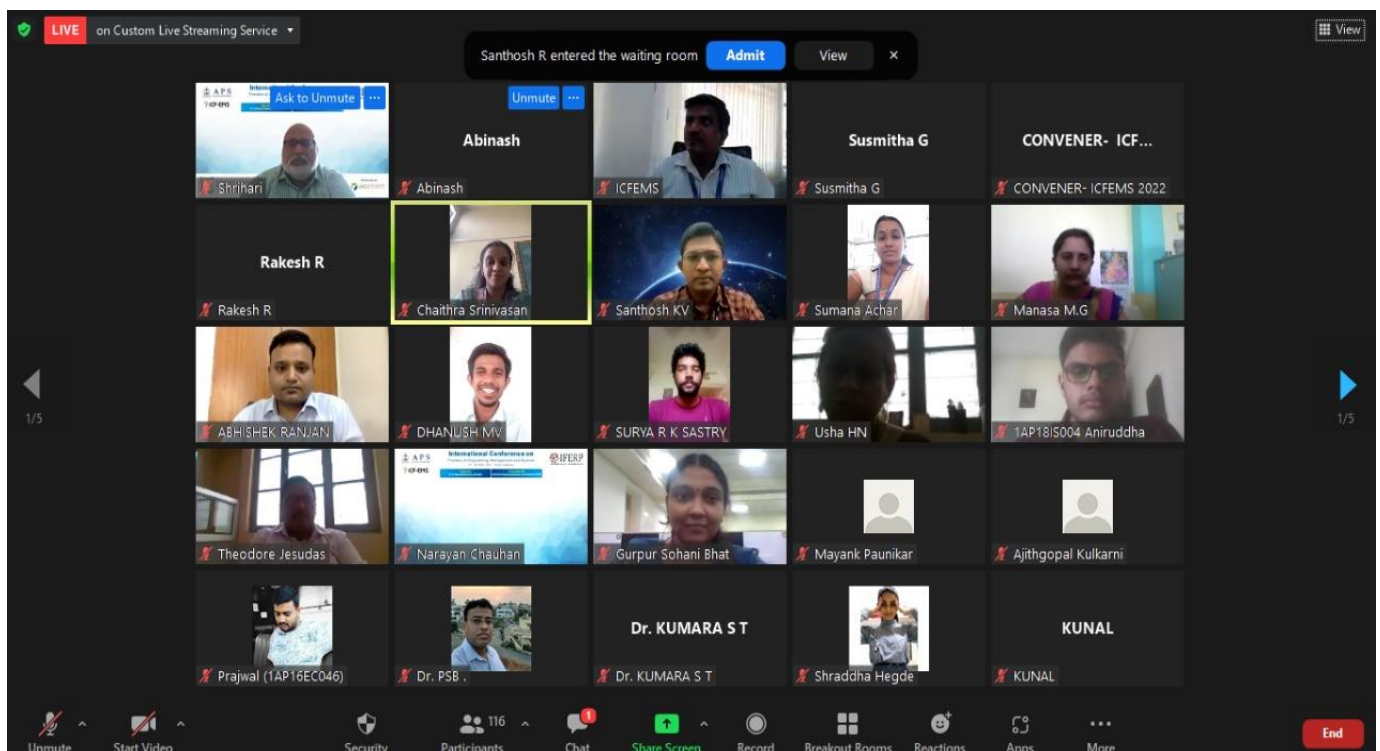 LIVE on Custom Live Streaming Service
View
Santhosh R entered the waiting room Admit View ×
APS
ICF-EMS
Ask to Unmute ...
Shrihari
Unmute ...
Abinash
Abinash
ICFEMS
Susmitha G
Susmitha G
CONVENER- ICF...
CONVENER- ICFEMS 2022
Rakesh R
Rakesh R
Chaithra Srinivasan
Santhosh KV
Sumana Achar
Manasa M.G
ABHISHEK RANJAN
DHANUSH MV
SURYA R K SASTRY
Usha HN
1AP18IS004 Aniruddha
1/5
1/5
Theodore Jesudas
APS
International Conference on
IFERP
Narayan Chauhan
Gurpur Sohani Bhat
Mayank Paunikar
Ajithgopal Kulkarni
Prajwal (1AP16EC046)
Dr. PSB .
Dr. KUMARA S T
Dr. KUMARA S T
Shraddha Hegde
KUNAL
KUNAL
116
1
Unmute Start Video Security Participants Chat Share Screen Record Breakout Rooms Reactions Apps More
End